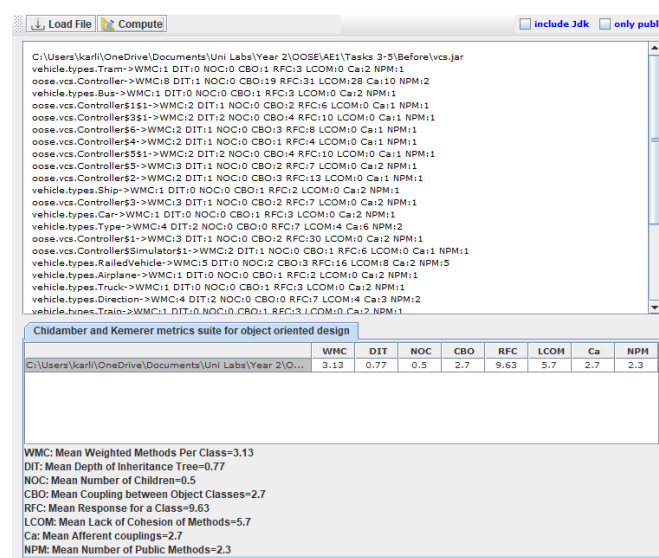 Load File Compute include Jdk only publ
C:\Users\karli\OneDrive\Documents\Uni Labs\Year 2\OOSE\AE1\Tasks 3-5\Before\vcs.jar
vehicle.types.Tram->WMC:1 DIT:0 NOC:0 CBO:1 RFC:3 LCOM:0 Ca:2 NPM:1
oose.vcs.Controller->WMC:8 DIT:1 NOC:0 CBO:19 RFC:31 LCOM:28 Ca:10 NPM:2
vehicle.types.Bus->WMC:1 DIT:0 NOC:0 CBO:1 RFC:3 LCOM:0 Ca:2 NPM:1
oose.vcs.Controller$1$1->WMC:2 DIT:1 NOC:0 CBO:2 RFC:6 LCOM:0 Ca:1 NPM:1
oose.vcs.Controller$3$1->WMC:2 DIT:2 NOC:0 CBO:4 RFC:10 LCOM:0 Ca:1 NPM:1
oose.vcs.Controller$6->WMC:2 DIT:1 NOC:0 CBO:3 RFC:8 LCOM:0 Ca:1 NPM:1
oose.vcs.Controller$4->WMC:2 DIT:1 NOC:0 CBO:1 RFC:4 LCOM:0 Ca:1 NPM:1
oose.vcs.Controller$5$1->WMC:2 DIT:2 NOC:0 CBO:4 RFC:10 LCOM:0 Ca:1 NPM:1
oose.vcs.Controller$5->WMC:3 DIT:1 NOC:0 CBO:2 RFC:7 LCOM:0 Ca:2 NPM:1
oose.vcs.Controller$2->WMC:2 DIT:1 NOC:0 CBO:3 RFC:13 LCOM:0 Ca:1 NPM:1
vehicle.types.Ship->WMC:1 DIT:0 NOC:0 CBO:1 RFC:2 LCOM:0 Ca:2 NPM:1
oose.vcs.Controller$3->WMC:3 DIT:1 NOC:0 CBO:2 RFC:7 LCOM:0 Ca:2 NPM:1
vehicle.types.Car->WMC:1 DIT:0 NOC:0 CBO:1 RFC:3 LCOM:0 Ca:2 NPM:1
vehicle.types.Type->WMC:4 DIT:2 NOC:0 CBO:0 RFC:7 LCOM:4 Ca:6 NPM:2
oose.vcs.Controller$1->WMC:3 DIT:1 NOC:0 CBO:2 RFC:30 LCOM:0 Ca:2 NPM:1
oose.vcs.Controller$Simulator$1->WMC:2 DIT:1 NOC:0 CBO:1 RFC:6 LCOM:0 Ca:1 NPM:1
vehicle.types.RailedVehicle->WMC:5 DIT:0 NOC:2 CBO:3 RFC:16 LCOM:8 Ca:2 NPM:5
vehicle.types.Airplane->WMC:1 DIT:0 NOC:0 CBO:1 RFC:2 LCOM:0 Ca:2 NPM:1
vehicle.types.Truck->WMC:1 DIT:0 NOC:0 CBO:1 RFC:3 LCOM:0 Ca:2 NPM:1
vehicle.types.Direction->WMC:4 DIT:2 NOC:0 CBO:0 RFC:7 LCOM:4 Ca:3 NPM:2
vehicle.types.Train->WMC:1 DIT:0 NOC:0 CBO:1 RFC:3 LCOM:0 Ca:2 NPM:1
Chidamber and Kemerer metrics suite for object oriented design
WMC DIT NOC CBO RFC LCOM Ca NPM
C:\Users\karli\OneDrive\Documents\Uni Labs\Year 2\O... 3.13 0.77 0.5 2.7 9.63 5.7 2.7 2.3
WMC: Mean Weighted Methods Per Class=3.13
DIT: Mean Depth of Inheritance Tree=0.77
NOC: Mean Number of Children=0.5
CBO: Mean Coupling between Object Classes=2.7
RFC: Mean Response for a Class=9.63
LCOM: Mean Lack of Cohesion of Methods=5.7
Ca: Mean Afferent couplings=2.7
NPM: Mean Number of Public Methods=2.3